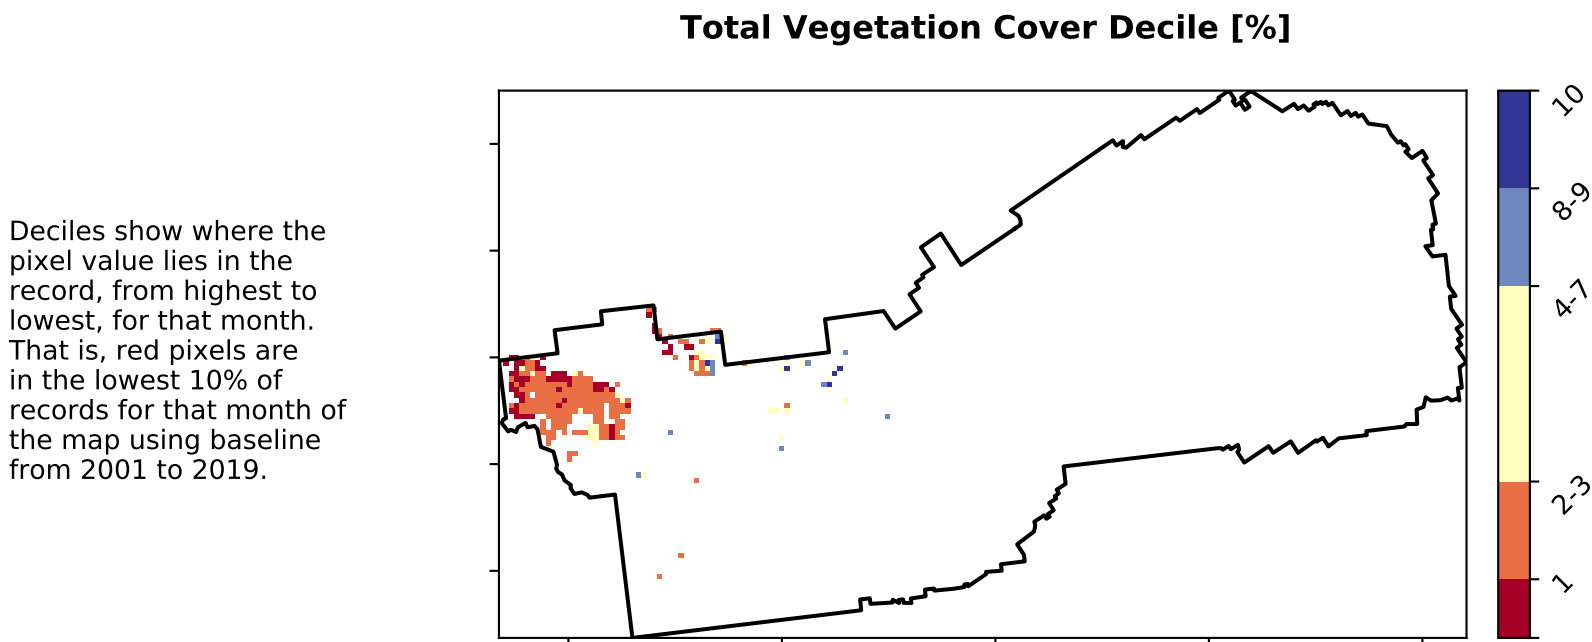 Total Vegetation Cover Decile [%]
Deciles show where the
pixel value lies in the
record, from highest to
lowest, for that month.
That is, red pixels are
in the lowest 10% of
records for that month of
the map using baseline
from 2001 to 2019.
10
8-9
4-7
2-3
1